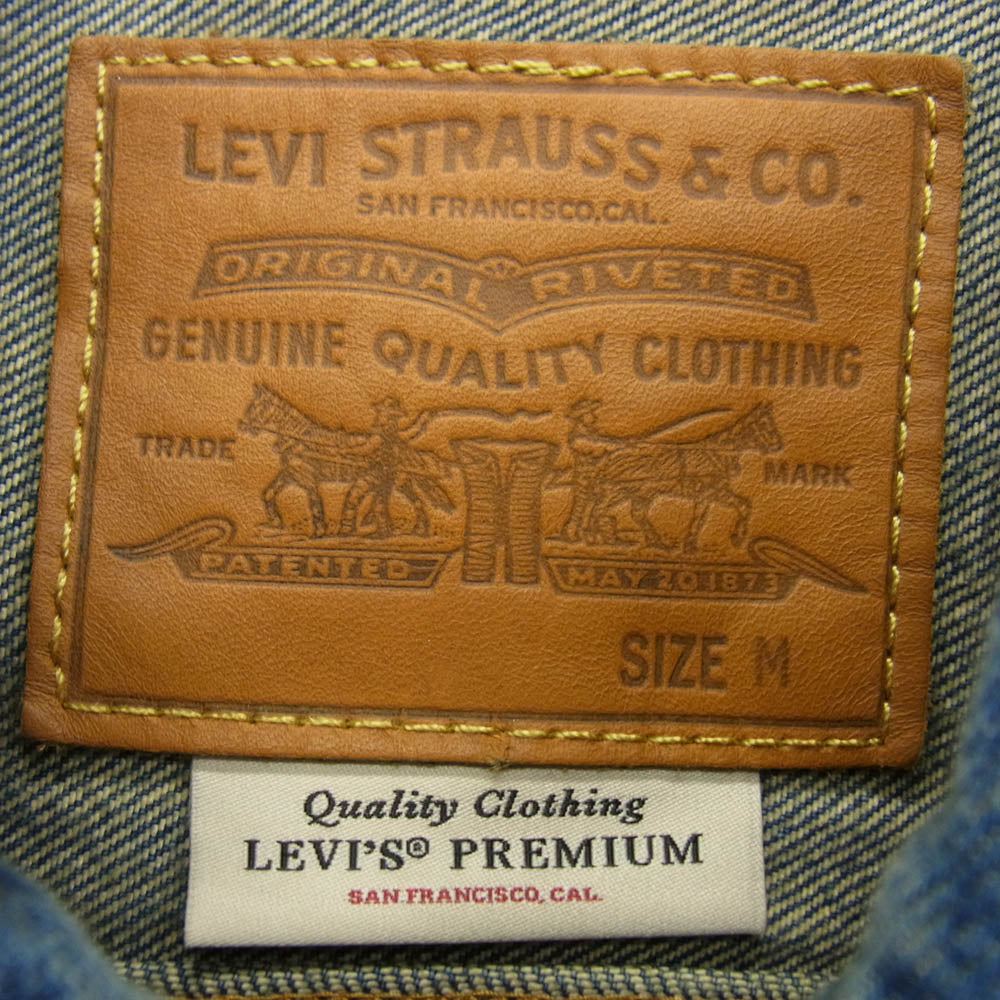 LEVI STRAUSS & CO.
SAN FRANCISCO, CAL.
ORIGINAL RIVETED
GENUINE QUALITY CLOTHING
TRADE MARK
PATENTED MAY 20 1873
SIZE M
Quality Clothing
LEVI'S® PREMIUM
SAN FRANCISCO, CAL.